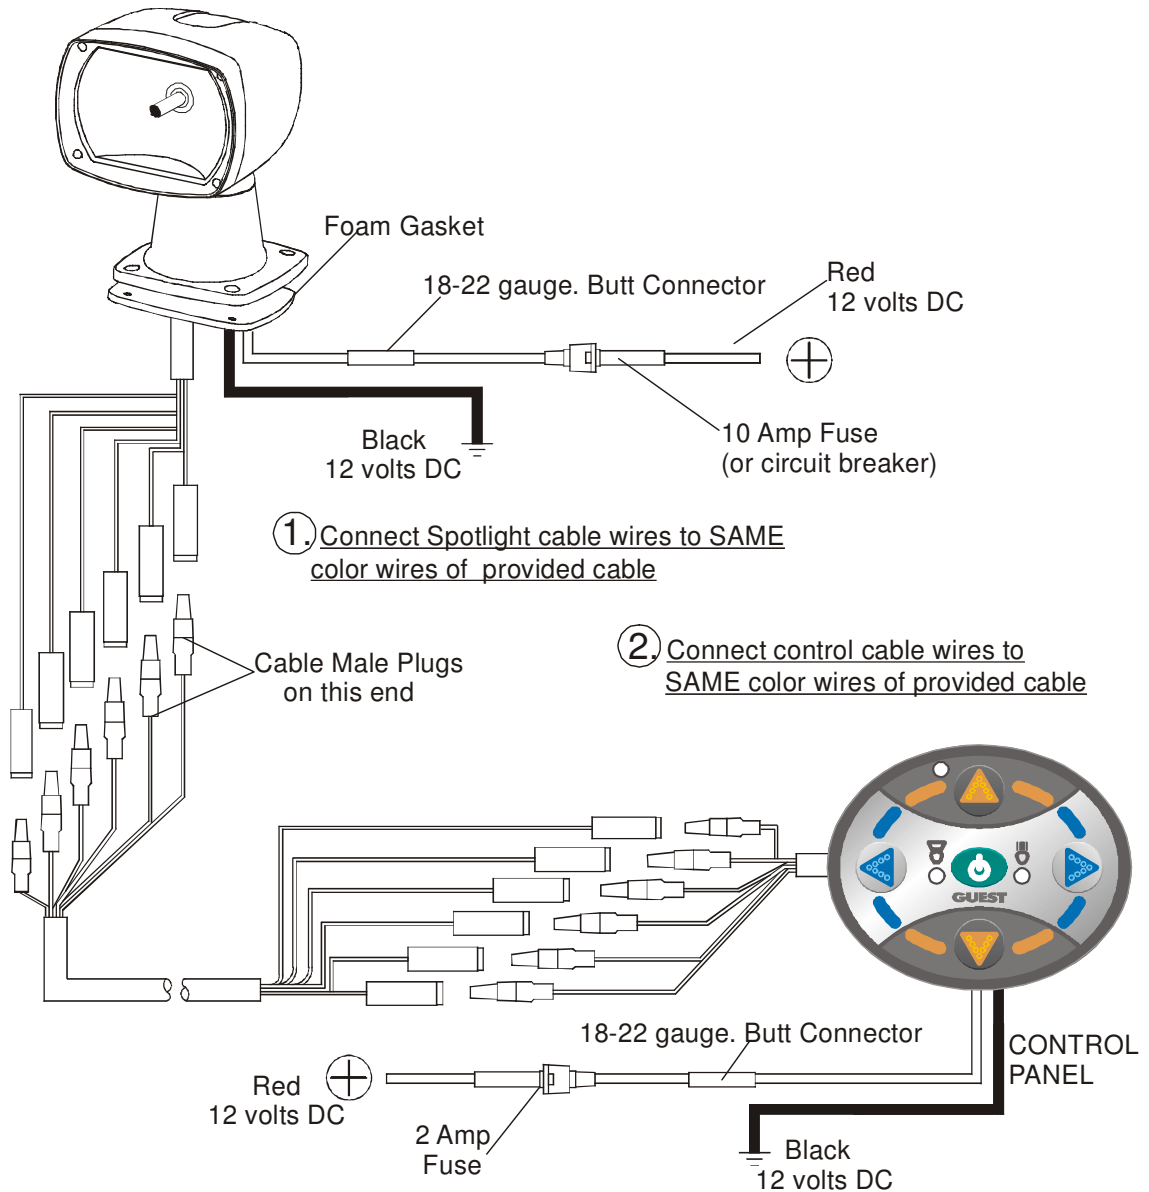 Foam Gasket
18-22 gauge. Butt Connector
Red
12 volts DC
Black
12 volts DC
10 Amp Fuse
(or circuit breaker)
1. Connect Spotlight cable wires to SAME
color wires of provided cable
Cable Male Plugs
on this end
2. Connect control cable wires to
SAME color wires of provided cable
GUEST
18-22 gauge. Butt Connector
CONTROL
PANEL
Red
12 volts DC
2 Amp
Fuse
Black
12 volts DC